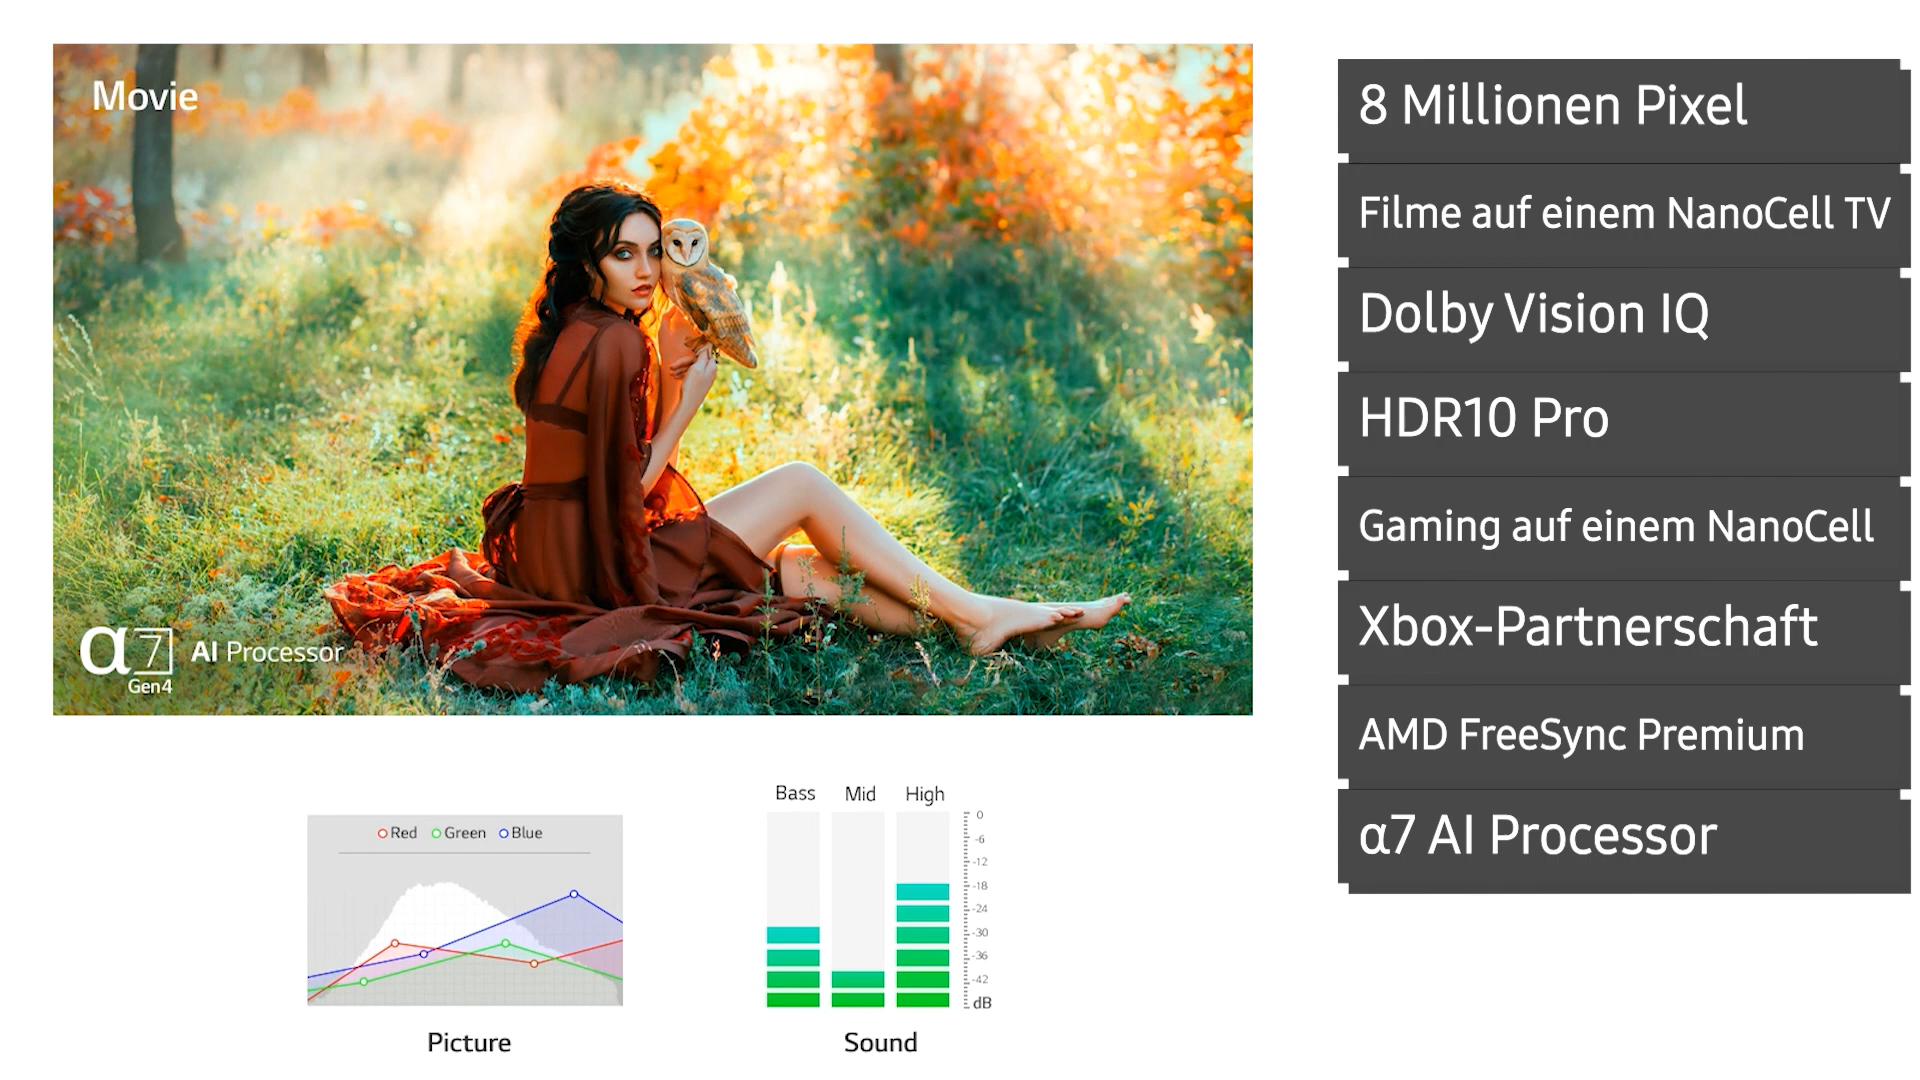 Movie
α7 AI Processor
Gen4
8 Millionen Pixel
Filme auf einem NanoCell TV
Dolby Vision IQ
HDR10 Pro
Gaming auf einem NanoCell
Xbox-Partnerschaft
AMD FreeSync Premium
α7 AI Processor
Red Green Blue
Picture
Bass Mid High
0
-6
-12
-18
-24
-30
-36
-42
dB
Sound